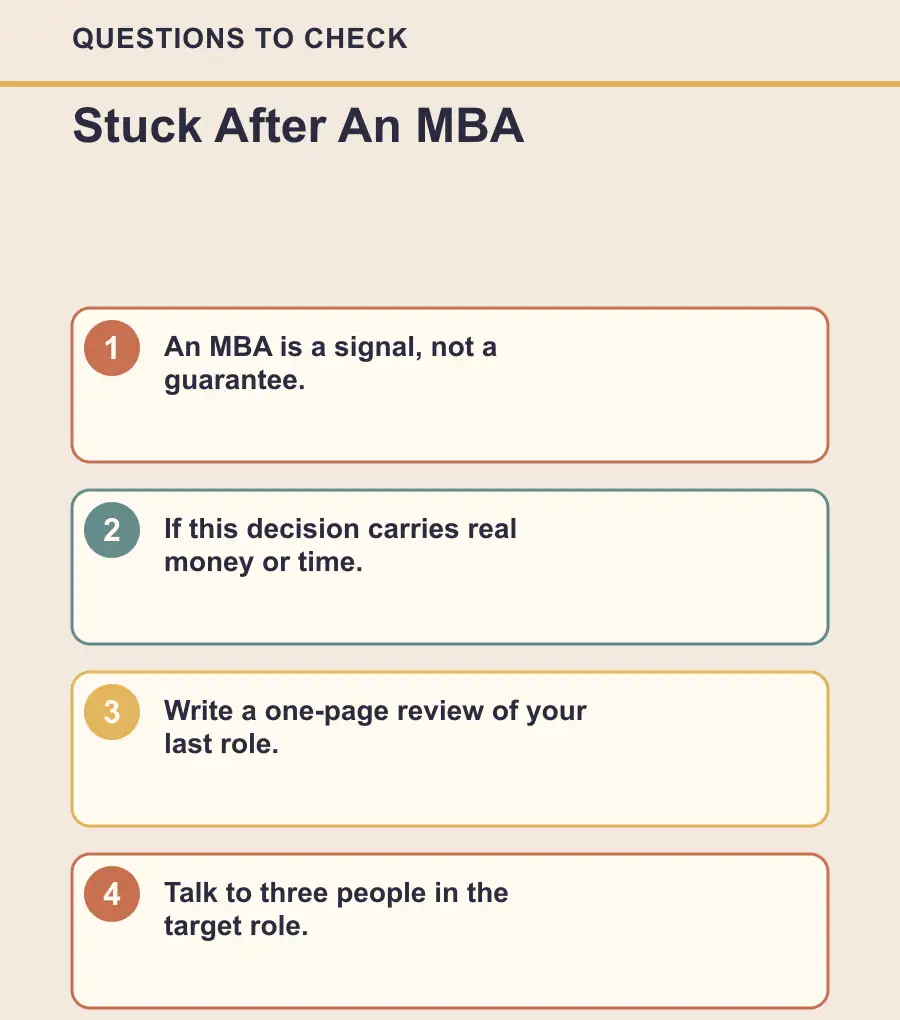 QUESTIONS TO CHECK
Stuck After An MBA
1
An MBA is a signal, not a
guarantee.
2
If this decision carries real
money or time.
3
Write a one-page review of your
last role.
4
Talk to three people in the
target role.